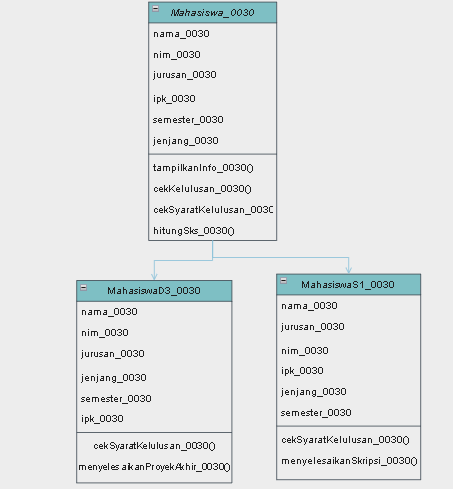 Mahasiswa_0030
nama_0030
nim_0030
jurusan_0030
ipk_0030
semester_0030
jenjang_0030
tampilkanInfo_0030()
cekKelulusan_0030()
cekSyaratKelulusan_0030
hitungSks_0030()
MahasiswaD3_0030
nama_0030
nim_0030
jurusan_0030
jenjang_0030
semester_0030
ipk_0030
cekSyaratKelulusan_0030()
menyelesaikanProyekAkhir_0030()
MahasiswaS1_0030
nama_0030
jurusan_0030
nim_0030
ipk_0030
jenjang_0030
semester_0030
cekSyaratKelulusan_0030()
menyelesaikanSkripsi_0030()